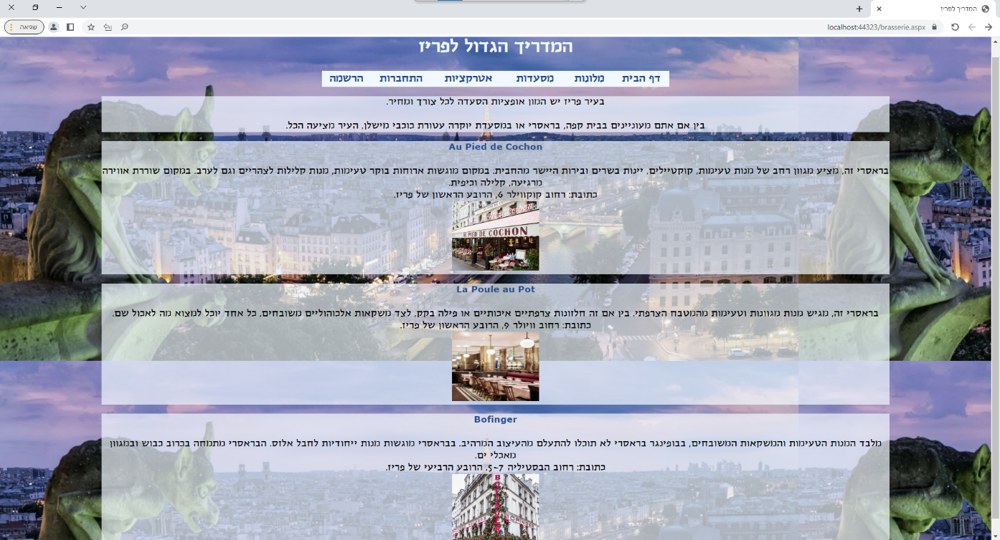 המדריך לפריז
localhost:44323/brasserie.aspx
שגיאה
המדריך הגדול לפריז
דף הבית מלונות מסעדות אטרקציות התחברות הרשמה
בעיר פריז יש המון אופציות הסעדה לכל צורך ומחיר.
בין אם אתם מעוניינים בבית קפה, בראסרי או במסעדת יוקרה עטורת כוכבי מישלן, העיר מציעה הכל.
Au Pied de Cochon
בראסרי זה, מציע מגוון רחב של מנות טעימות, קוקטיילים, יינות בשרים ובירות היישר מהחבית. במקום מוגשות ארוחות בוקר טעימות, מנות קלילות לצהריים וגם לערב. במקום שוררת אווירה
מרגיעה, קלילה וכיפית.
כתובת: רחוב קוקווילר 6, הרובע הראשון של פריז.
AU PIED DE COCHON
La Poule au Pot
בראסרי זה, מגיש מנות מגוונות וטעימות מהמטבח הצרפתי. בין אם זה חלזונות צרפתיים איכותיים או פילה בקק, לצד משקאות אלכוהוליים משובחים, כל אחד יוכל למצוא מה לאכול שם.
כתובת: רחוב וויולר 9, הרובע הראשון של פריז.
Bofinger
מלבד המנות הטעימות והמשקאות המשובחים, בבופינגר בראסרי לא תוכלו להתעלם מהעיצוב המרהיב. בבראסרי מוגשות מנות ייחודיות לחבל אלזס. הבראסרי מתמחה בכרוב כבוש ובמגוון
מאכלי ים.
כתובת: רחוב הבסטיליה 5-7, הרובע הרביעי של פריז.
BOFINGER